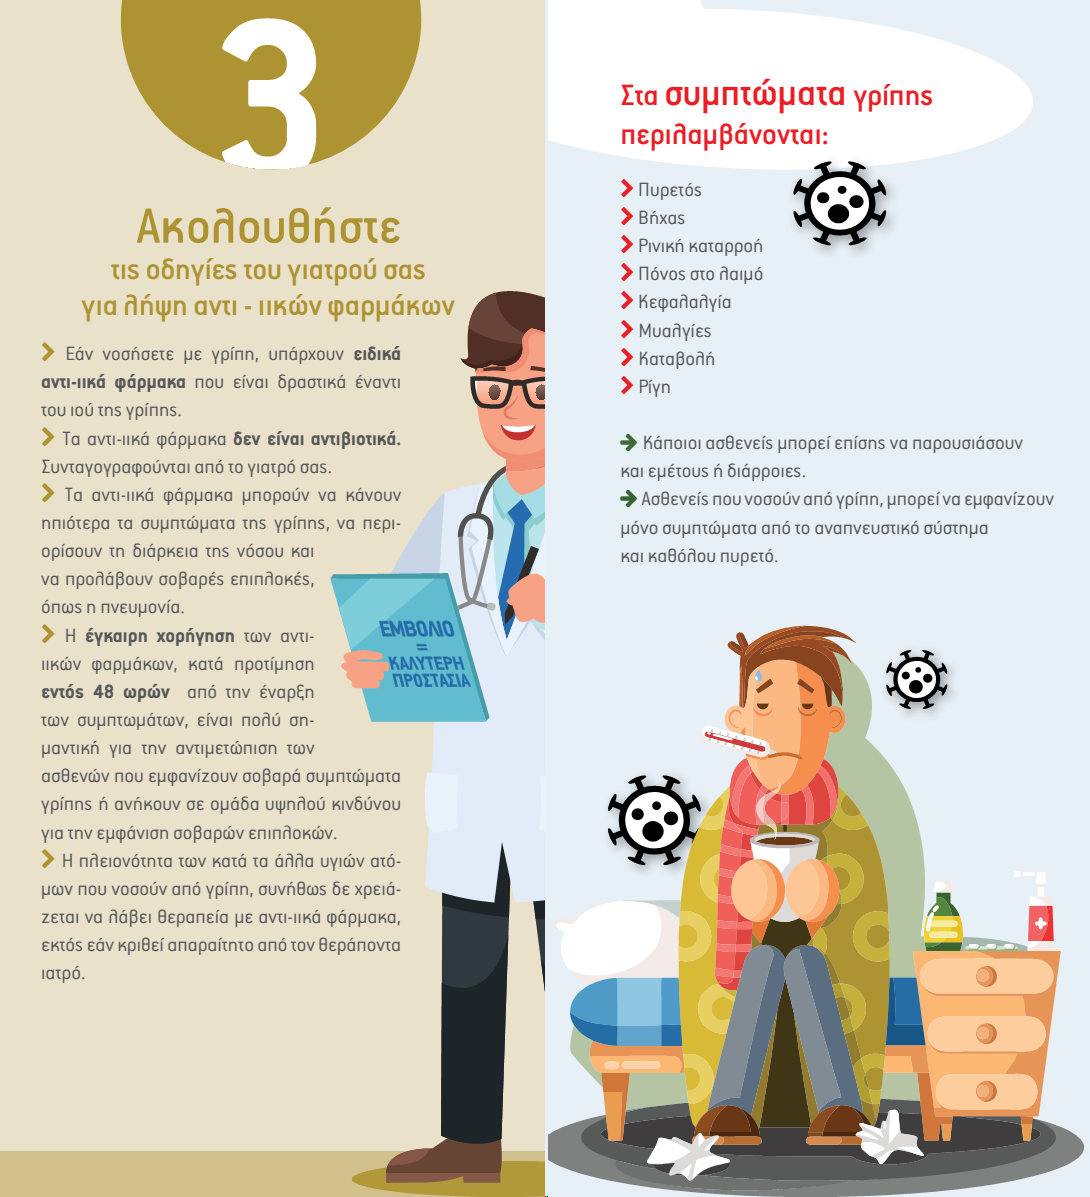 3
Ακολουθήστε
τις οδηγίες του γιατρού σας
για λήψη αντι - ιικών φαρμάκων
Εάν νοσήσετε με γρίπη, υπάρχουν ειδικά
αντι-ιικά φάρμακα που είναι δραστικά έναντι
του ιού της γρίπης.
Τα αντι-ιικά φάρμακα δεν είναι αντιβιοτικά.
Συνταγογραφούνται από το γιατρό σας.
Τα αντι-ιικά φάρμακα μπορούν να κάνουν
ηπιότερα τα συμπτώματα της γρίπης, να περι-
ορίσουν τη διάρκεια της νόσου και
να προλάβουν σοβαρές επιπλοκές,
όπως η πνευμονία.
Η έγκαιρη χορήγηση των αντι-
ιικών φαρμάκων, κατά προτίμηση
εντός 48 ωρών από την έναρξη
των συμπτωμάτων, είναι πολύ ση-
μαντική για την αντιμετώπιση των
ασθενών που εμφανίζουν σοβαρά συμπτώματα
γρίπης ή ανήκουν σε ομάδα υψηλού κινδύνου
για την εμφάνιση σοβαρών επιπλοκών.
Η πλειονότητα των κατά τα άλλα υγιών ατό-
μων που νοσούν από γρίπη, συνήθως δε χρειά-
ζεται να λάβει θεραπεία με αντι-ιικά φάρμακα,
εκτός εάν κριθεί απαραίτητο από τον θεράποντα
ιατρό.
ΕΜΒΟΛΙΟ
=
ΚΑΛΥΤΕΡΗ
ΠΡΟΣΤΑΣΙΑ
Στα συμπτώματα γρίπης
περιλαμβάνονται:
Πυρετός
Βήχας
Ρινική καταρροή
Πόνος στο λαιμό
Κεφαλαλγία
Μυαλγίες
Καταβολή
Ρίγη
Κάποιοι ασθενείς μπορεί επίσης να παρουσιάσουν
και εμέτους ή διάρροιες.
Ασθενείς που νοσούν από γρίπη, μπορεί να εμφανίζουν
μόνο συμπτώματα από το αναπνευστικό σύστημα
και καθόλου πυρετό.